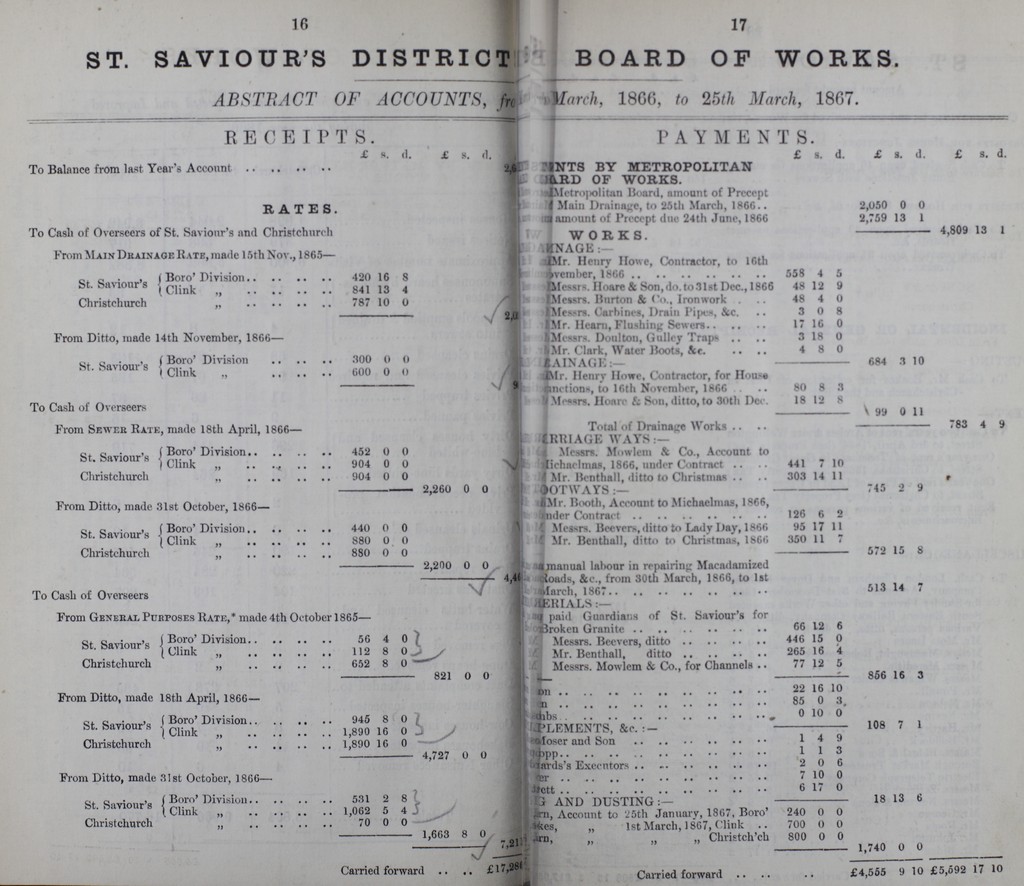 16
ST. SAVIOUR'S DISTRICT
ABSTRACT OF ACCOUNTS,
RECEIPTS.
£ s. d. £ s. d.
To Balance from last Year's Account .. .. .. ..
RATES.
To Cash of Overseers of St. Saviour's and Christchurch
From MAIN DRAINAGE RATE, made 15th Nov., 1865—
St. Saviour's { Boro' Division .. .. .. .. 420 16 8
{ Clink „ .. .. .. .. 841 13 4
Christchurch „ .. .. .. .. 787 10 0
From Ditto, made 14th November, 1866—
St. Saviour's { Boro' Division .. .. .. 300 0 0
{ Clink „ .. .. .. 600 0 0
To Cash of Overseers
From SEWER RATE, made 18th April, 1866—
St. Saviour's { Boro' Division .. .. .. .. 452 0 0
{ Clink „ .. .. .. .. 904 0 0
Christchurch „ .. .. .. .. 904 0 0
2,260 0 0
From Ditto, made 31st October, 1866—
St. Saviour's { Boro' Division .. .. .. .. 440 0 0
{ Clink „ .. .. .. .. 880 0 0
Christchurch „ .. .. .. .. 880 0 0
2,200 0 0
To Cash of Overseers
From GENERAL PURPOSES RATE,* made 4th October 1865—
St. Saviour's { Boro' Division .. .. .. .. 56 4 0
{ Clink „ .. .. .. .. 112 8 0
Christchurch „ .. .. .. .. 652 8 0
821 0 0
From Ditto, made 18th April, 1866—
St. Saviour's { Boro' Division .. .. .. .. 945 8 0
{ Clink „ .. .. .. .. 1,890 16 0
Christchurch „ .. .. .. .. 1,890 16 0
4,727 0 0
From Ditto, made 31st October, 1866—
St. Saviour's { Boro' Division .. .. .. .. 531 2 8
{ Clink „ .. .. .. .. 1,062 5 4
Christchurch „ .. .. .. .. 70 0 0
1,663 8 0
Carried forward .. .. ..
17
BOARD OF WORKS.
March, 1866, to 25th March, 1867.
PAYMENTS.
£ s. d. £ s. d. £ s. d.
NTS BY METROPOLITAN
ARD OF WORKS.
Metropolitan Board, amount of Precept
Main Drainage, to 25th March, 1866 .. 2,050 0 0
amount of Precept due 24th June, 1866 2,759 13 1
4,809 13 1
WORKS.
NAGE:—
Mr. Henry Howe, Contractor, to 16th
vember, 1866 .. .. .. .. .. .. 558 4 5
Messrs. Hoare & Son, do. to 31st Dec., 1866 48 12 9
Messrs. Burton & Co., Ironwork .. .. 48 4 0
Messrs. Carbines, Drain Pipes, &c. .. 3 0 8
Mr. Hearn, Flushing Sewers .. .. .. 17 16 0
Messrs. Doulton, Gulley Traps .. .. 3 18 0
Mr. Clark, Water Boots, &c. .. .. 4 8 0
684 3 10
AINAGE:—
Mr. Henry Howe, Contractor, for House
nctions, to 16th November, 1866 .. .. 80 8 3
Messrs. Hoare & Son, ditto, to 30th Dec. 18 12 8
99 0 11
Total of Drainage Works .. .. 783 4 9
RRIAGE WAYS:—
Messrs. Mowlem & Co., Account to
ichaelmas, 1866, under Contract .. .. 441 7 10
Mr. Benthall, ditto to Christmas .. .. 303 14 11
745 2 9
OOTWAYS:—
Mr. Booth, Account to Michaelmas, 1866,
nder Contract .. .. .. .. .. .. 126 6 2
Messrs. Beevers, ditto to Lady Day, 1866 95 17 11
Mr. Benthall, ditto to Christmas, 1866 350 11 7
572 15 8
manual labour in repairing Macadamized
Roads, &c., from 30th March, 1866, to 1st
March, 1867 .. .. .. .. .. .. 513 14 7
ERIALS:—
paid Guardians of St. Saviour's for
Broken Granite .. .. .. .. .. .. 66 12 6
Messrs. Beevers, ditto .. .. .. .. 446 15 0
Mr. Benthall, ditto .. .. .. .. 265 16 4
Messrs. Mowlem & Co., for Channels .. 77 12 5
856 16 3
on .. .. .. .. .. .. .. .. 22 16 10
n .. .. .. .. .. .. .. .. 85 0 3
mbs .. .. .. .. .. .. .. .. 0 10 0
108 7 1
PLEMENTS, &c.:—
Moser and Son .. .. .. .. .. .. 1 4 9
opp .. .. .. .. .. .. .. .. 1 1 3
ards's Executors .. .. .. .. .. .. 2 0 6
er .. .. .. .. .. .. .. .. 7 10 0
rett .. .. .. .. .. .. .. .. 6 17 0
18 13 6
G AND DUSTING:—
rn, Account to 25th January, 1867, Boro' 240 0 0
kes, „ 1st March, 1867, Clink .. 700 0 0
rn, „ „ „ Christch'ch 800 0 0
1,740 0 0
Carried forward .. .. .. £4,555 9 10 £5,592 17 10